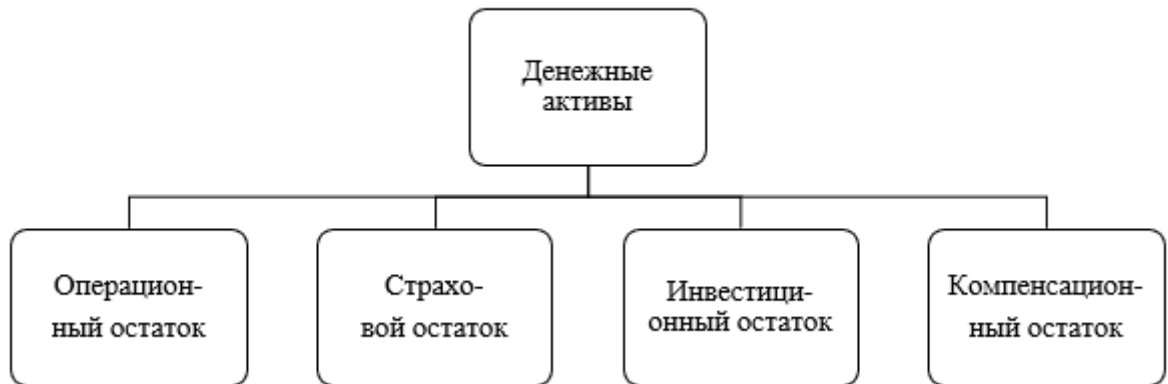 Денежные
активы
Операцион-
ный остаток
Страхо-
вой остаток
Инвестици-
онный остаток
Компенсацион-
ный остаток